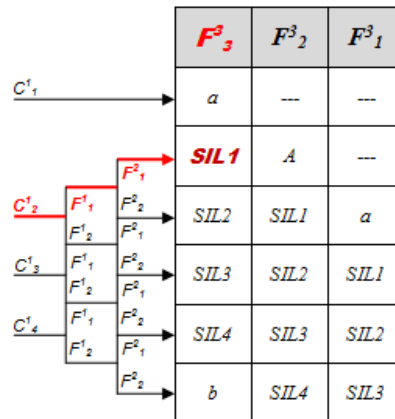 F³₃ F³₂ F³₁
C¹₁ a --- ---
F²₁ SIL1 A ---
C¹₂ F¹₁ F²₂ SIL2 SIL1 a
F¹₂ F²₁
C¹₃ F¹₁ F²₂ SIL3 SIL2 SIL1
F¹₂ F²₁
C¹₄ F¹₁ F²₂ SIL4 SIL3 SIL2
F¹₂ F²₁
F²₂ b SIL4 SIL3